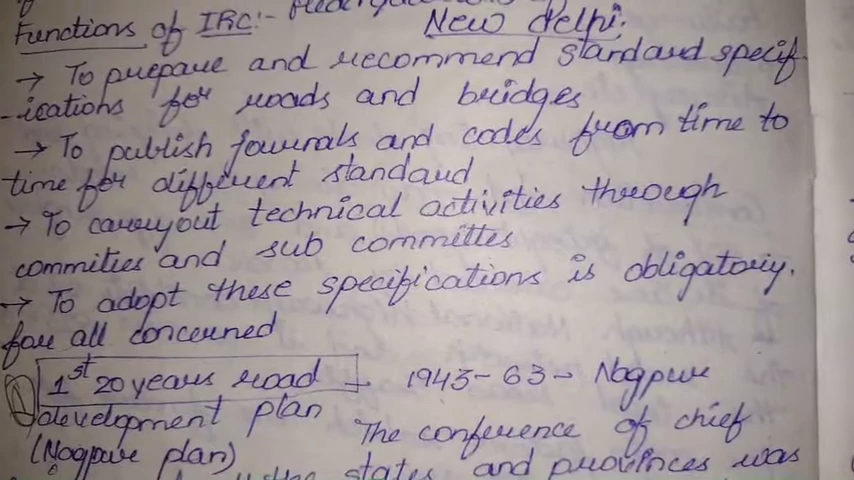 Functions of IRC:-
New delhi.
→ To prepare and recommend standard specif
-ications for roads and bridges
→ To publish journals and codes from time to
time for different standard
→ To carryout technical activities through
commities and sub committes
→ To adopt these specifications is obligatory.
for all concerned
1st 20 years road → 1943-63- Nagpur
development plan
The conference of chief
(Nagpur plan)
the states and provinces was